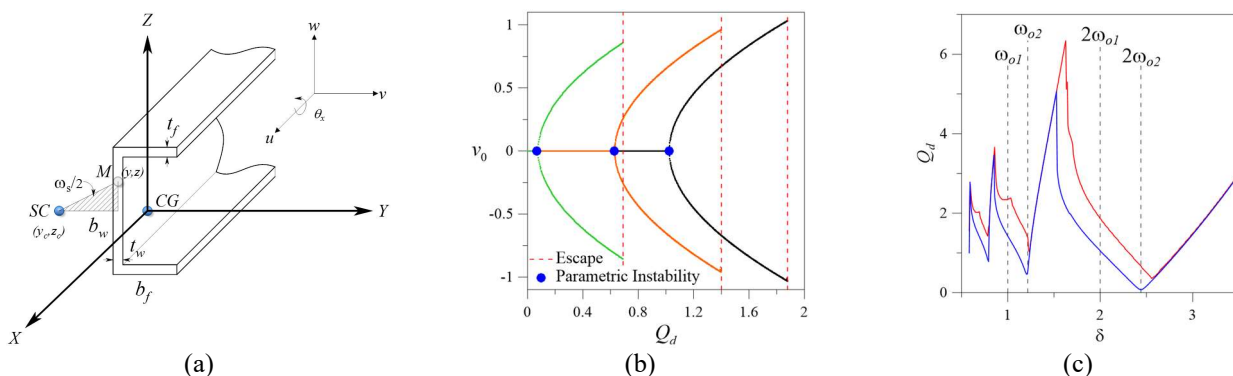 Z
w
v
u
θx
tf
M
(y,z)
ωs/2
SC
CG
Y
(yc,zc)
bw
tw
bf
X
(a)
1
0.5
v0
0
-0.5
-1
Escape
Parametric Instability
0 0.4 0.8 1.2 1.6 2
Qd
(b)
6
4
Qd
2
0
ωo1
ωo2
2ωo1
2ωo2
1 2 3
δ
(c)